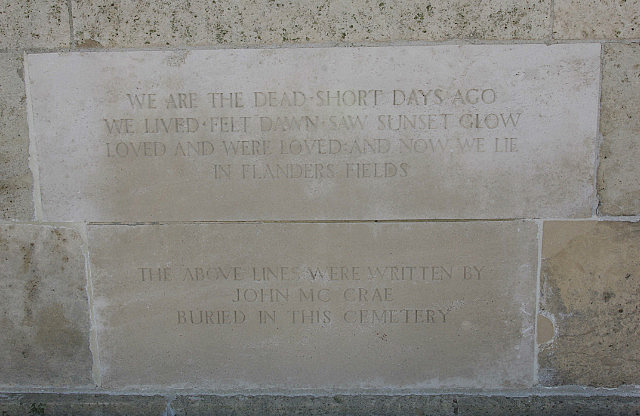 WE ARE THE DEAD·SHORT DAYS AGO
WE LIVED·FELT DAWN·SAW SUNSET GLOW
LOVED AND WERE LOVED·AND NOW WE LIE
IN FLANDERS FIELDS
THE ABOVE LINES WERE WRITTEN BY
JOHN MC CRAE
BURIED IN THIS CEMETERY